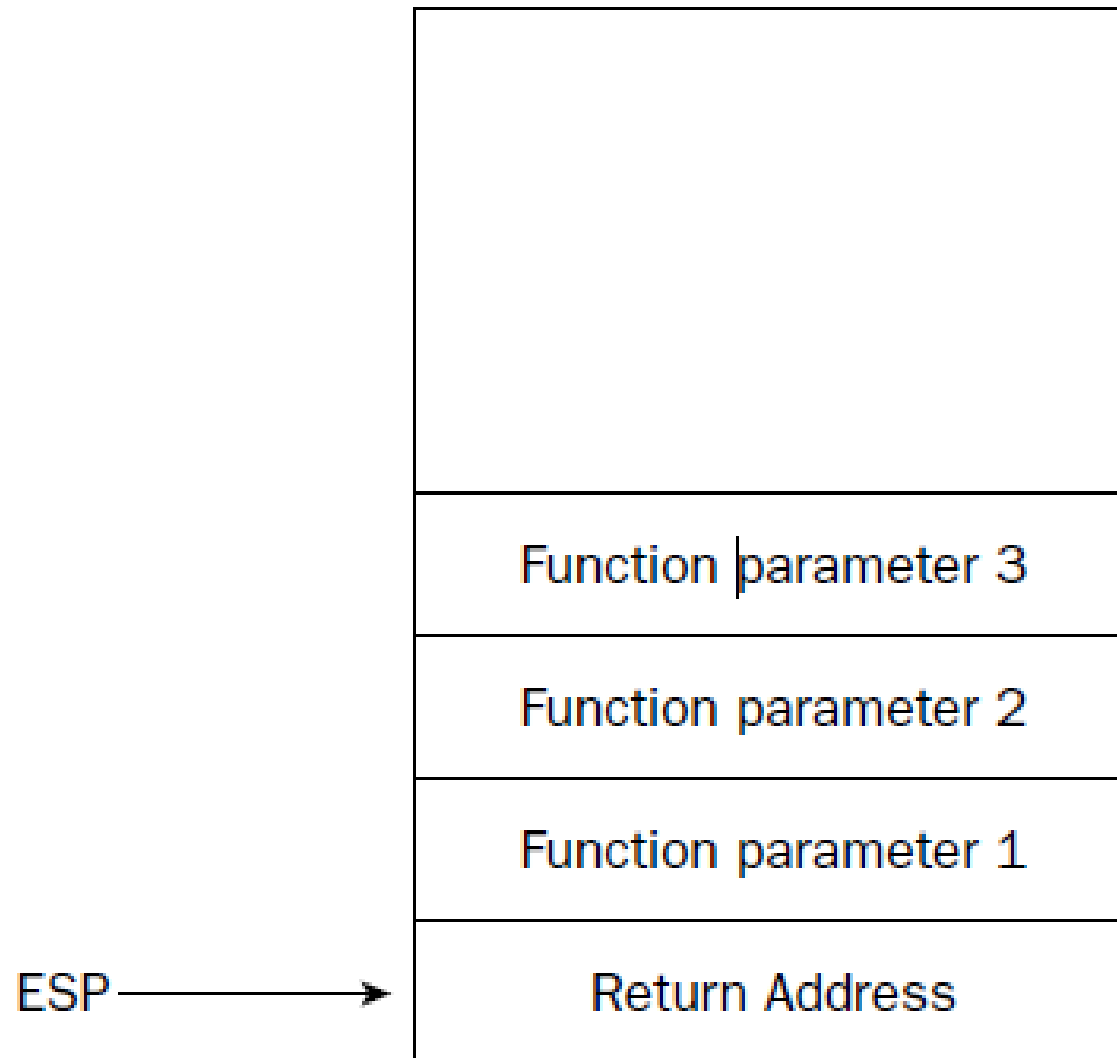 Function parameter 3
Function parameter 2
Function parameter 1
ESP
Return Address